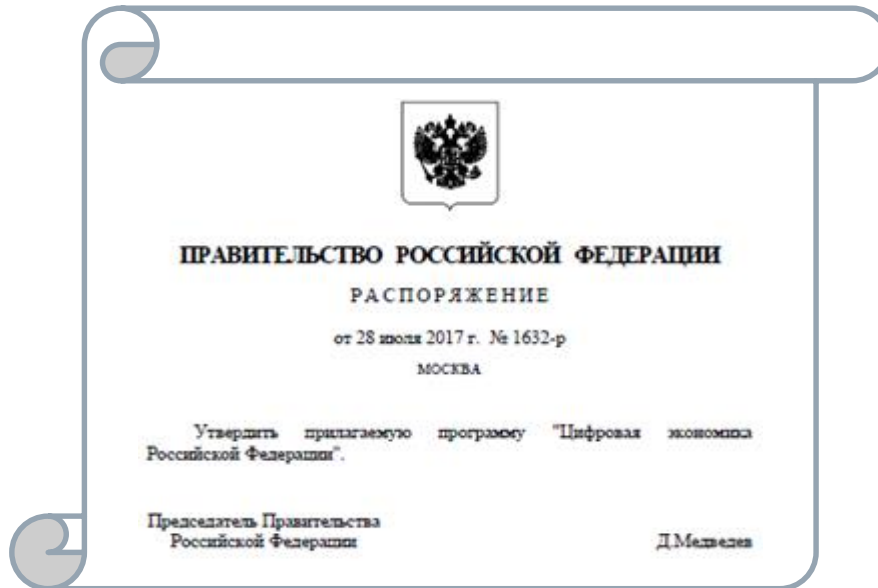 ПРАВИТЕЛЬСТВО РОССИЙСКОЙ ФЕДЕРАЦИИ
РАСПОРЯЖЕНИЕ
от 28 июля 2017 г. № 1632-р
МОСКВА
Утвердить прилагаемую программу "Цифровая экономика
Российской Федерации".
Председатель Правительства
Российской Федерации Д.Медведев